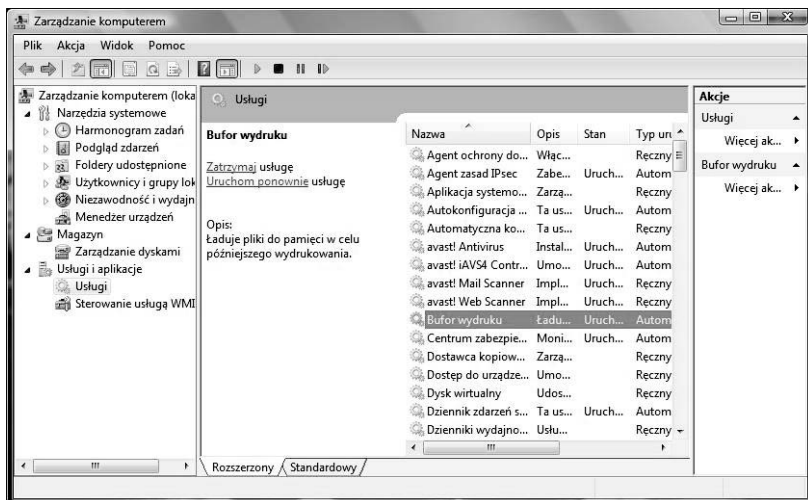 Zarządzanie komputerem
Plik Akcja Widok Pomoc
Zarządzanie komputerem (loka
Narzędzia systemowe
Harmonogram zadań
Podgląd zdarzeń
Foldery udostępnione
Użytkownicy i grupy lok
Niezawodność i wydajn
Menedżer urządzeń
Magazyn
Zarządzanie dyskami
Usługi i aplikacje
Usługi
Sterowanie usługą WMI
Usługi
Bufor wydruku
Zatrzymaj usługę
Uruchom ponownie usługę
Opis:
Ładuje pliki do pamięci w celu
późniejszego wydrukowania.
Nazwa Opis Stan Typ uru
Agent ochrony do... Włąc... Ręczny
Agent zasad IPsec Zabe... Uruch... Autom
Aplikacja systemo... Zarzą... Ręczny
Autokonfiguracja ... Ta us... Uruch... Autom
Automatyczna ko... Ta us... Ręczny
avast! Antivirus Instal... Uruch... Autom
avast! iAVS4 Contr... Umo... Uruch... Autom
avast! Mail Scanner Impl... Uruch... Ręczny
avast! Web Scanner Impl... Uruch... Ręczny
Bufor wydruku Ładu... Uruch... Autom
Centrum zabezpie... Moni... Uruch... Autom
Dostawca kopiow... Zarzą... Ręczny
Dostęp do urządze... Umo... Ręczny
Dysk wirtualny Udos... Ręczny
Dziennik zdarzeń s... Ta us... Uruch... Autom
Dzienniki wydajno... Usłu... Ręczny
Rozszerzony Standardowy
Akcje
Usługi
Więcej ak...
Bufor wydruku
Więcej ak...